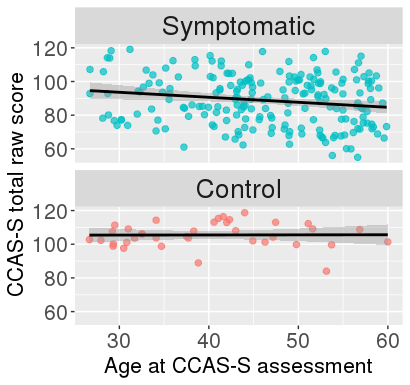 Symptomatic
120
100
80
60
Control
120
100
80
60
30 40 50 60
Age at CCAS-S assessment
CCAS-S total raw score